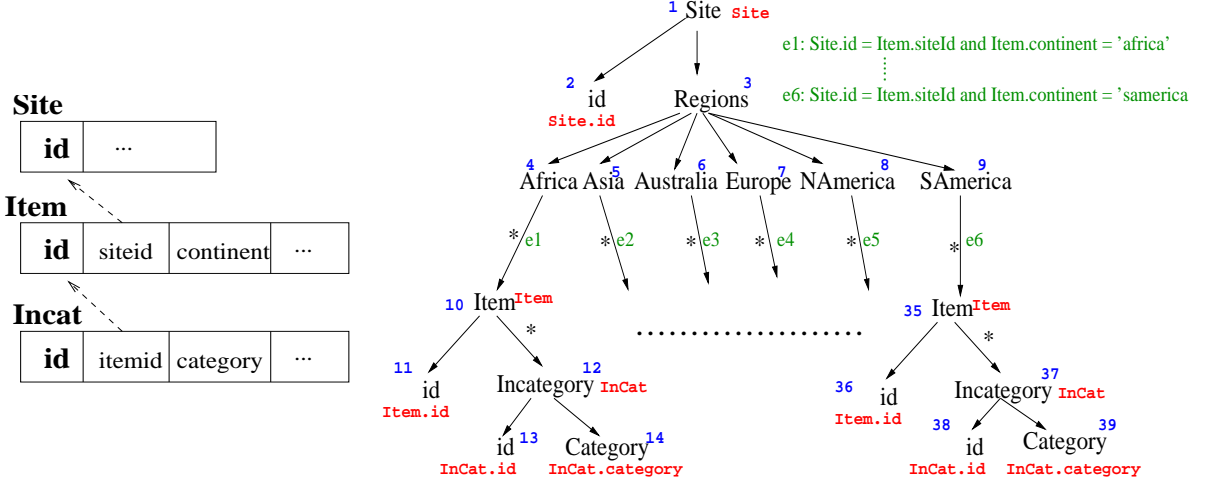 Site
id ...
Item
id siteid continent ...
Incat
id itemid category ...
1 Site Site
e1: Site.id = Item.siteId and Item.continent = 'africa'
e6: Site.id = Item.siteId and Item.continent = 'samerica
2 id
Site.id
3 Regions
4 Africa
5 Asia
6 Australia
7 Europe
8 NAmerica
9 SAmerica
* e1
* e2
* e3
* e4
* e5
* e6
10 Item Item
*
11 id
Item.id
12 Incategory InCat
id 13
InCat.id
Category 14
InCat.category
35 Item Item
*
36 id
Item.id
37 Incategory InCat
38 id
InCat.id
39 Category
InCat.category